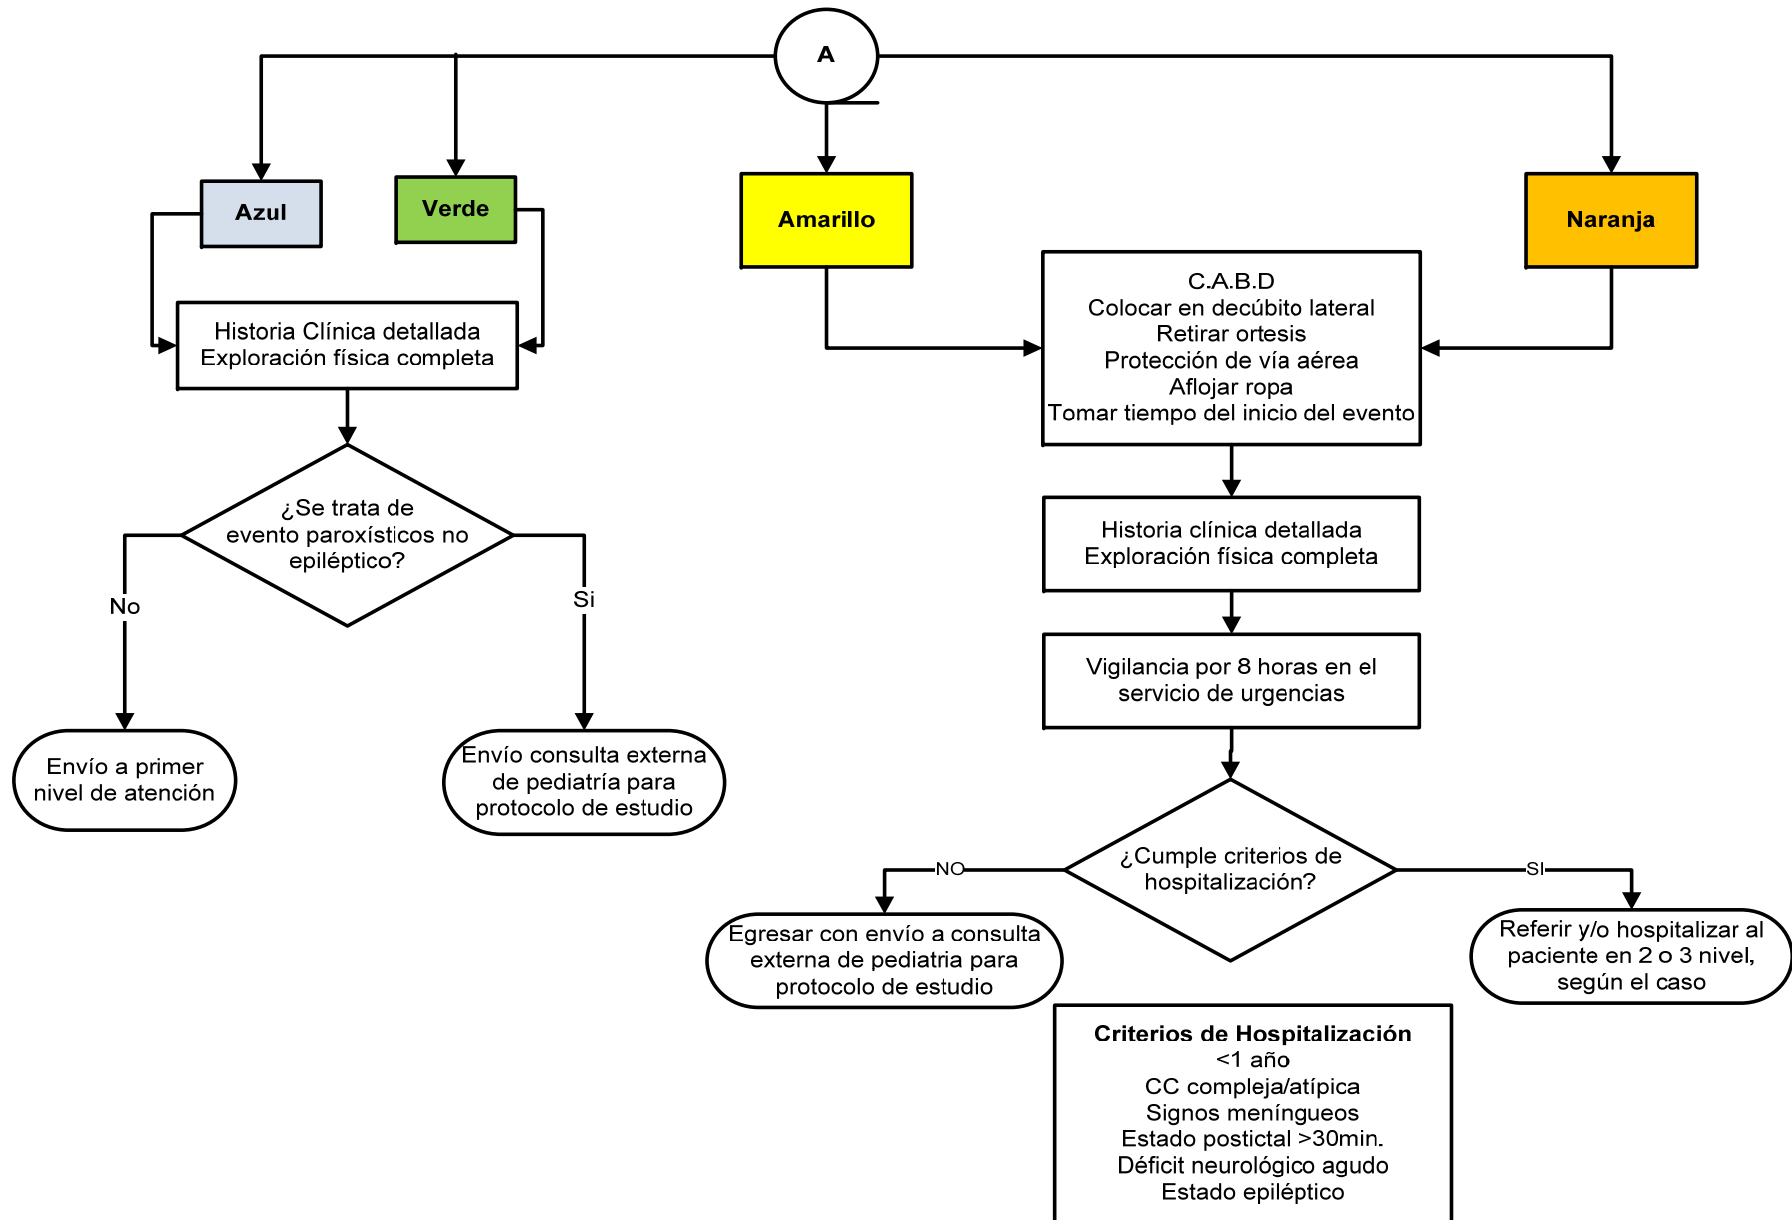 A
Azul
Verde
Amarillo
Naranja
Historia Clínica detallada
Exploración física completa
¿Se trata de
evento paroxísticos no
epiléptico?
No
Si
Envío a primer
nivel de atención
Envío consulta externa
de pediatría para
protocolo de estudio
C.A.B.D
Colocar en decúbito lateral
Retirar ortesis
Protección de vía aérea
Aflojar ropa
Tomar tiempo del inicio del evento
Historia clínica detallada
Exploración física completa
Vigilancia por 8 horas en el
servicio de urgencias
¿Cumple criterios de
hospitalización?
NO
SI
Egresar con envío a consulta
externa de pediatria para
protocolo de estudio
Referir y/o hospitalizar al
paciente en 2 o 3 nivel,
según el caso
Criterios de Hospitalización
<1 año
CC compleja/atípica
Signos meníngueos
Estado postictal >30min.
Déficit neurológico agudo
Estado epiléptico